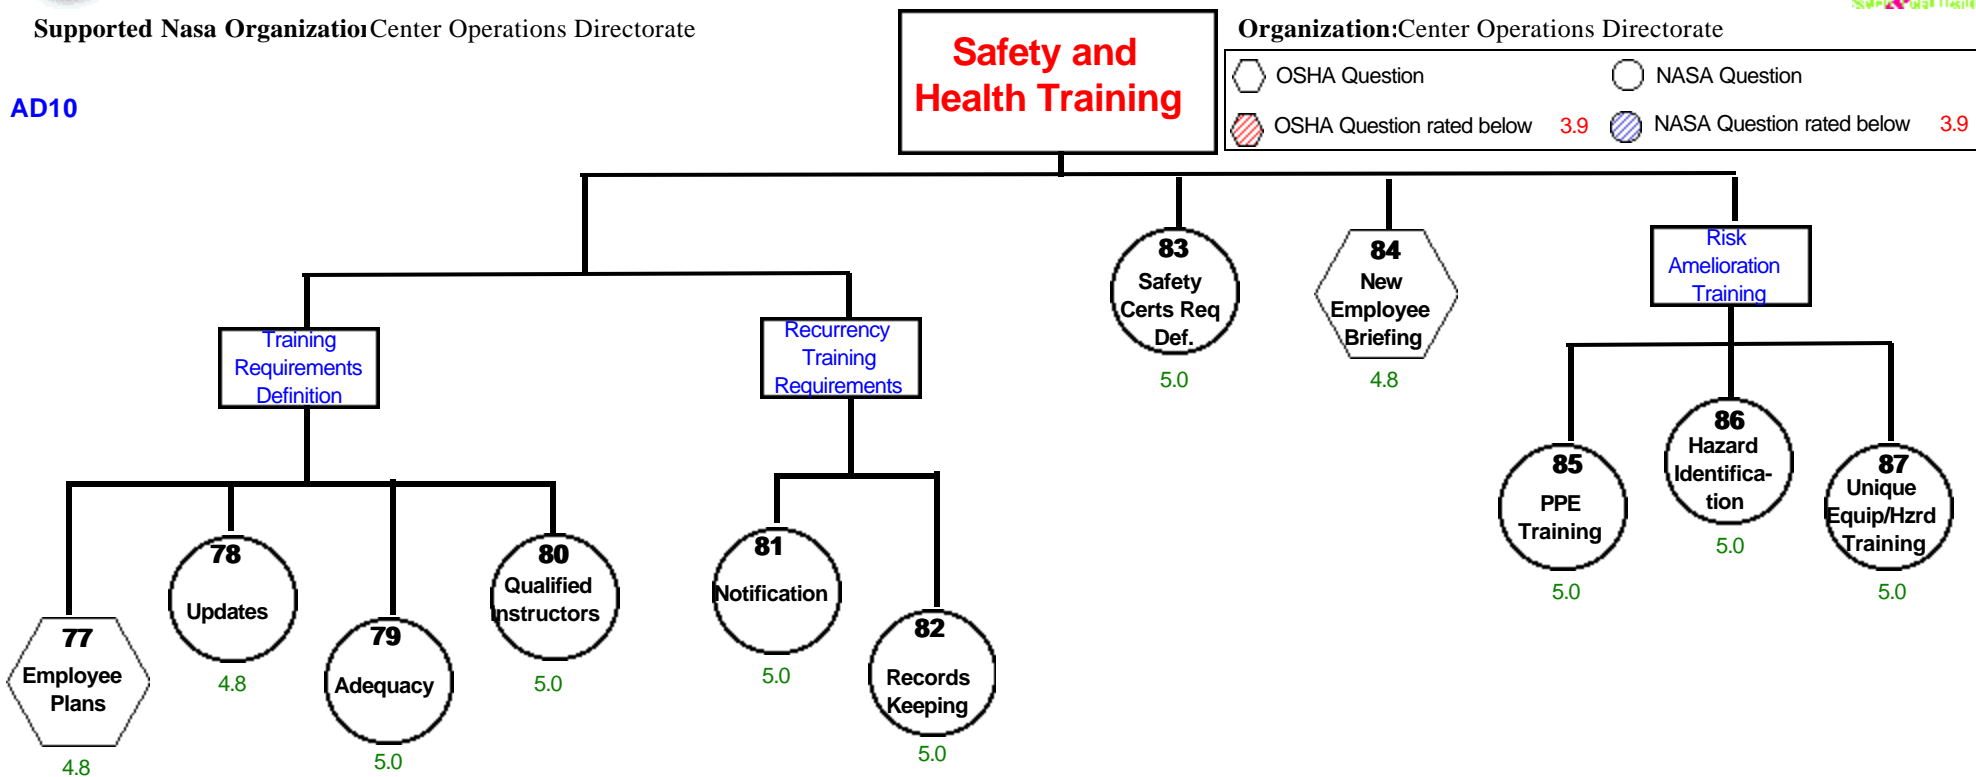 Supported Nasa Organization Center Operations Directorate
Organization:Center Operations Directorate
AD10
Safety and
Health Training
OSHA Question
NASA Question
OSHA Question rated below 3.9
NASA Question rated below 3.9
83
Safety
Certs Req
Def.
5.0
84
New
Employee
Briefing
4.8
Risk
Amelioration
Training
Training
Requirements
Definition
Recurrency
Training
Requirements
85
PPE
Training
5.0
86
Hazard
Identifica-
tion
5.0
87
Unique
Equip/Hzrd
Training
5.0
77
Employee
Plans
4.8
78
Updates
4.8
79
Adequacy
5.0
80
Qualified
Instructors
5.0
81
Notification
5.0
82
Records
Keeping
5.0